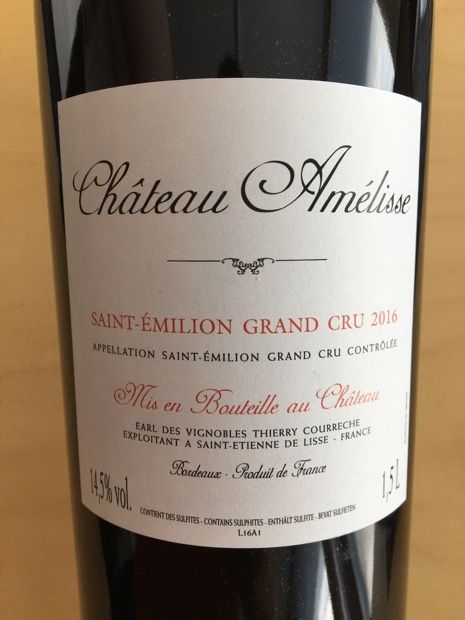 Château Amélisse
SAINT-ÉMILION GRAND CRU 2016
APPELLATION SAINT-ÉMILION GRAND CRU CONTRÔLÉE
Mis en Bouteille au Château
EARL DES VIGNOBLES THIERRY COURRECHE
EXPLOITANT A SAINT-ETIENNE DE LISSE - FRANCE
Bordeaux - Produit de France
14,5% vol.
1,5 L
CONTIENT DES SULFITES - CONTAINS SULPHITES - ENTHÄLT SULFITE - BEVAT SULFIETEN
L16A1